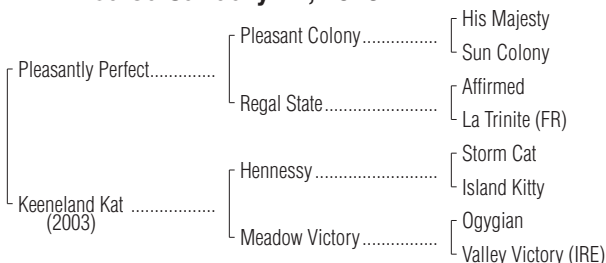 His Majesty
Pleasant Colony
Sun Colony
Pleasantly Perfect
Affirmed
Regal State
La Trinite (FR)
Storm Cat
Hennessy
Island Kitty
Keeneland Kat
(2003)
Ogygian
Meadow Victory
Valley Victory (IRE)